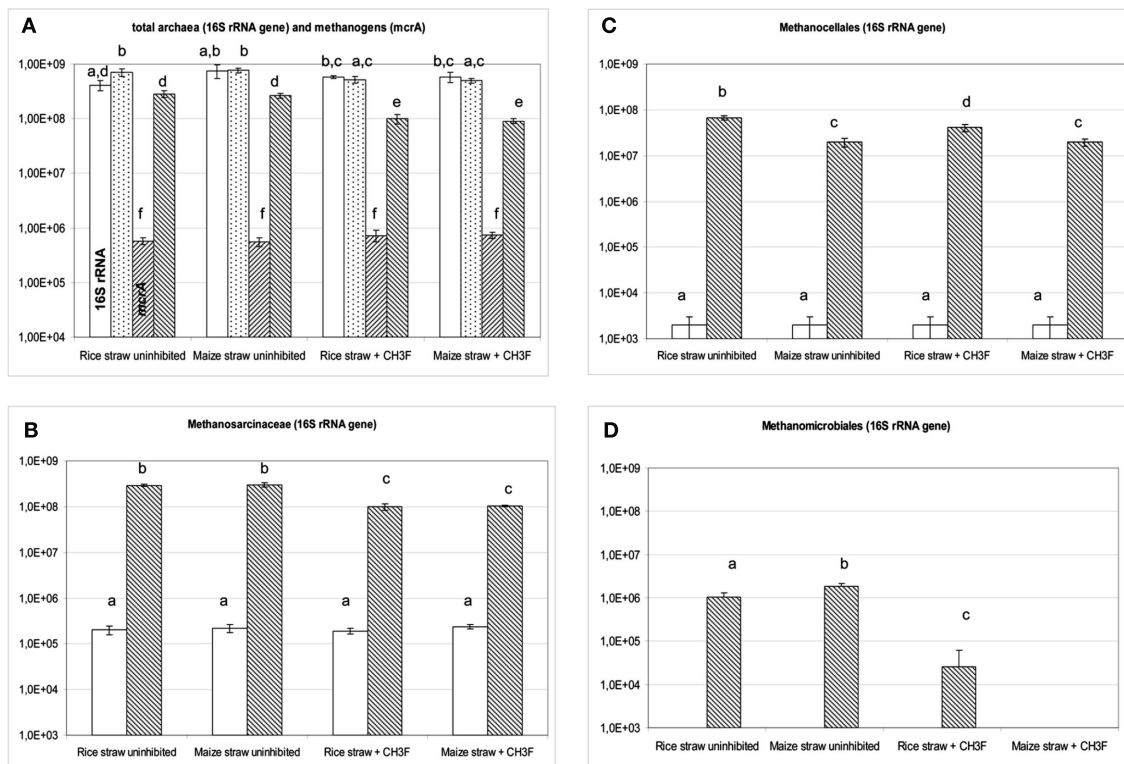 A
total archaea (16S rRNA gene) and methanogens (mcrA)
1,00E+09
1,00E+08
1,00E+07
1,00E+06
1,00E+05
1,00E+04
a,d
b
d
f
a,b
b
d
f
b,c
a,c
e
f
b,c
a,c
e
f
16S rRNA
mcrA
Rice straw uninhibited
Maize straw uninhibited
Rice straw + CH3F
Maize straw + CH3F
C
Methanocellales (16S rRNA gene)
1,0E+09
1,0E+08
1,0E+07
1,0E+06
1,0E+05
1,0E+04
1,0E+03
a
b
a
c
a
d
a
c
Rice straw uninhibited
Maize straw uninhibited
Rice straw + CH3F
Maize straw + CH3F
B
Methanosarcinaceae (16S rRNA gene)
1,0E+09
1,0E+08
1,0E+07
1,0E+06
1,0E+05
1,0E+04
1,0E+03
a
b
a
b
a
c
a
c
Rice straw uninhibited
Maize straw uninhibited
Rice straw + CH3F
Maize straw + CH3F
D
Methanomicrobiales (16S rRNA gene)
1,0E+09
1,0E+08
1,0E+07
1,0E+06
1,0E+05
1,0E+04
1,0E+03
a
b
c
Rice straw uninhibited
Maize straw uninhibited
Rice straw + CH3F
Maize straw + CH3F